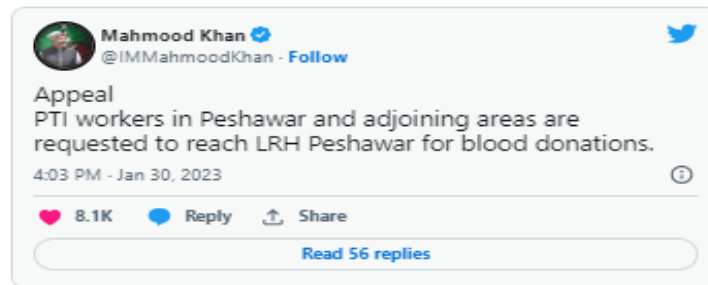 Mahmood Khan
@IMMahmoodKhan · Follow
Appeal
PTI workers in Peshawar and adjoining areas are
requested to reach LRH Peshawar for blood donations.
4:03 PM · Jan 30, 2023
8.1K Reply Share
Read 56 replies